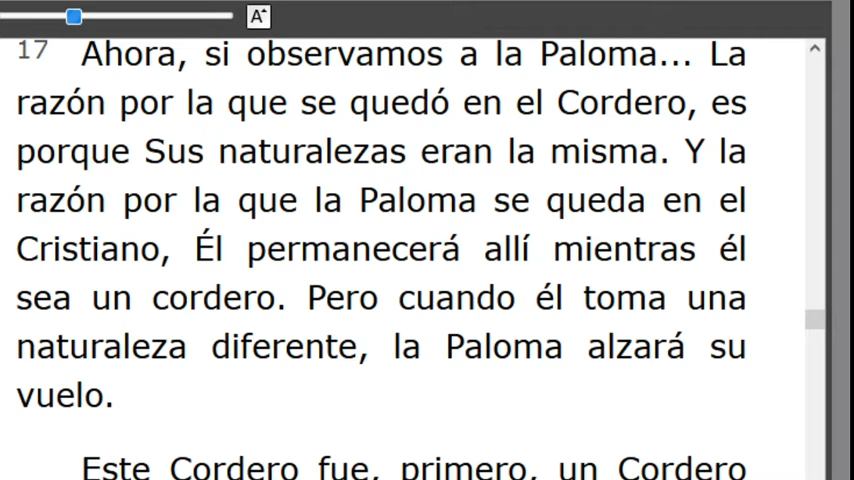 A
17 Ahora, si observamos a la Paloma... La
razón por la que se quedó en el Cordero, es
porque Sus naturalezas eran la misma. Y la
razón por la que la Paloma se queda en el
Cristiano, Él permanecerá allí mientras él
sea un cordero. Pero cuando él toma una
naturaleza diferente, la Paloma alzará su
vuelo.
Este Cordero fue, primero, un Cordero